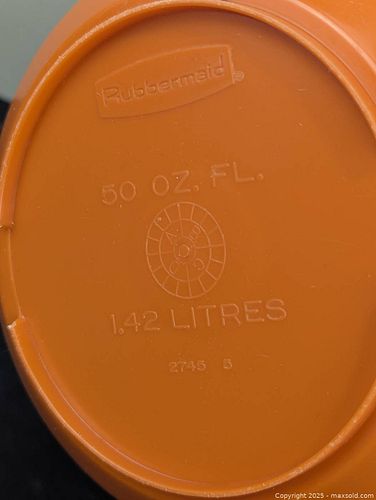 Rubbermaid®
50 OZ. FL.
1.42 LITRES
2745 5
Copyright © 2025 - maxsold.com